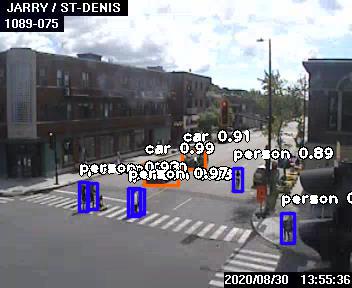 JARRY / ST-DENIS
1089-075
car 0.91
car 0.99
person 0.89
person 0.93
person 0.97
person 0.
2020/08/30 13:55:36